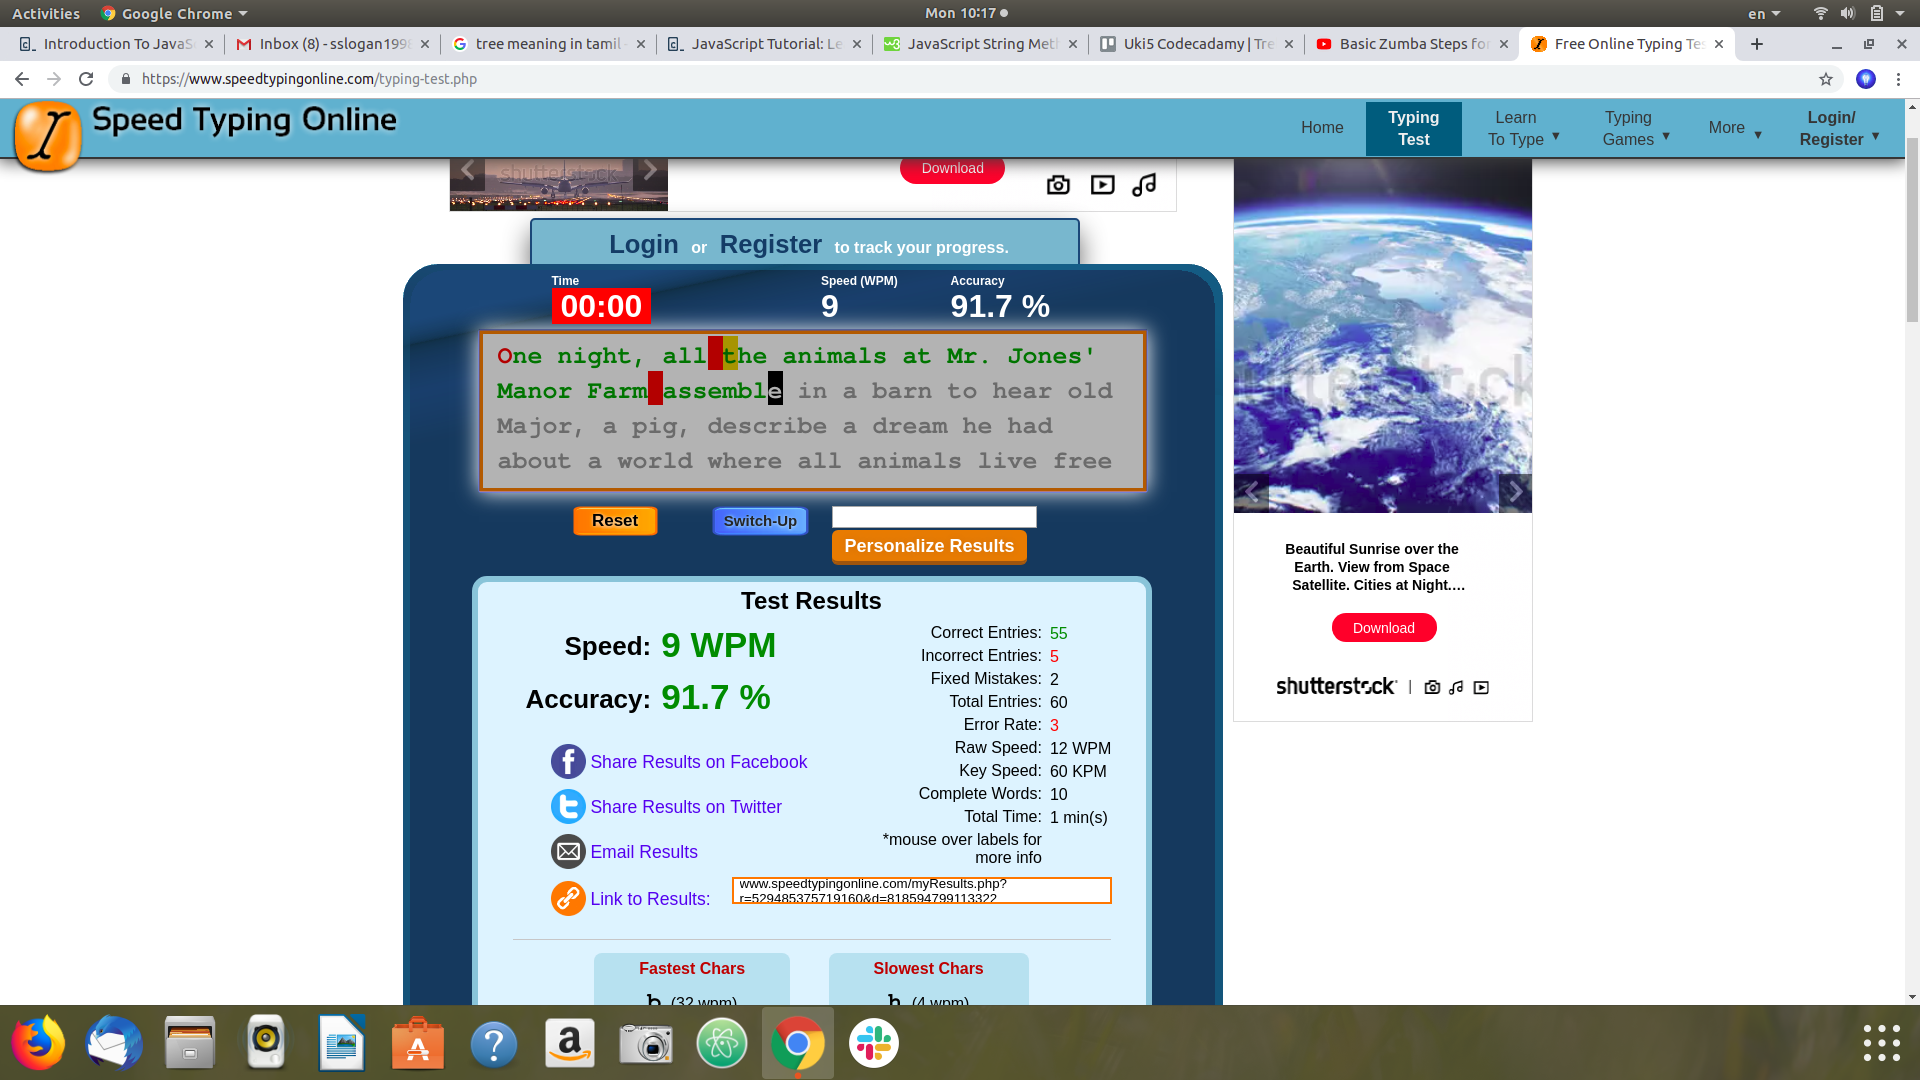 Activities Google Chrome Mon 10:17 en
Introduction To JavaS Inbox (8) - sslogan199 tree meaning in tamil - JavaScript Tutorial: Le JavaScript String Met Uki5 Codecadamy | Tre Basic Zumba Steps for Free Online Typing Tes
https://www.speedtypingonline.com/typing-test.php
Speed Typing Online
Home
Typing Test
Learn To Type
Typing Games
More
Login/ Register
shutterstock
Download
Login or Register to track your progress.
Time Speed (WPM) Accuracy
00:00 9 91.7 %
One night, all the animals at Mr. Jones'
Manor Farm assemble in a barn to hear old
Major, a pig, describe a dream he had
about a world where all animals live free
Reset Switch-Up
Personalize Results
Test Results
Speed: 9 WPM
Accuracy: 91.7 %
Correct Entries: 55
Incorrect Entries: 5
Fixed Mistakes: 2
Total Entries: 60
Error Rate: 3
Raw Speed: 12 WPM
Key Speed: 60 KPM
Complete Words: 10
Total Time: 1 min(s)
*mouse over labels for
more info
Share Results on Facebook
Share Results on Twitter
Email Results
Link to Results:
www.speedtypingonline.com/myResults.php?
r=529485375719160&d=818594799113322
Fastest Chars Slowest Chars
b (32 wpm) h (4 wpm)
shutterstock
Beautiful Sunrise over the
Earth. View from Space
Satellite. Cities at Night....
Download
shutterstock |